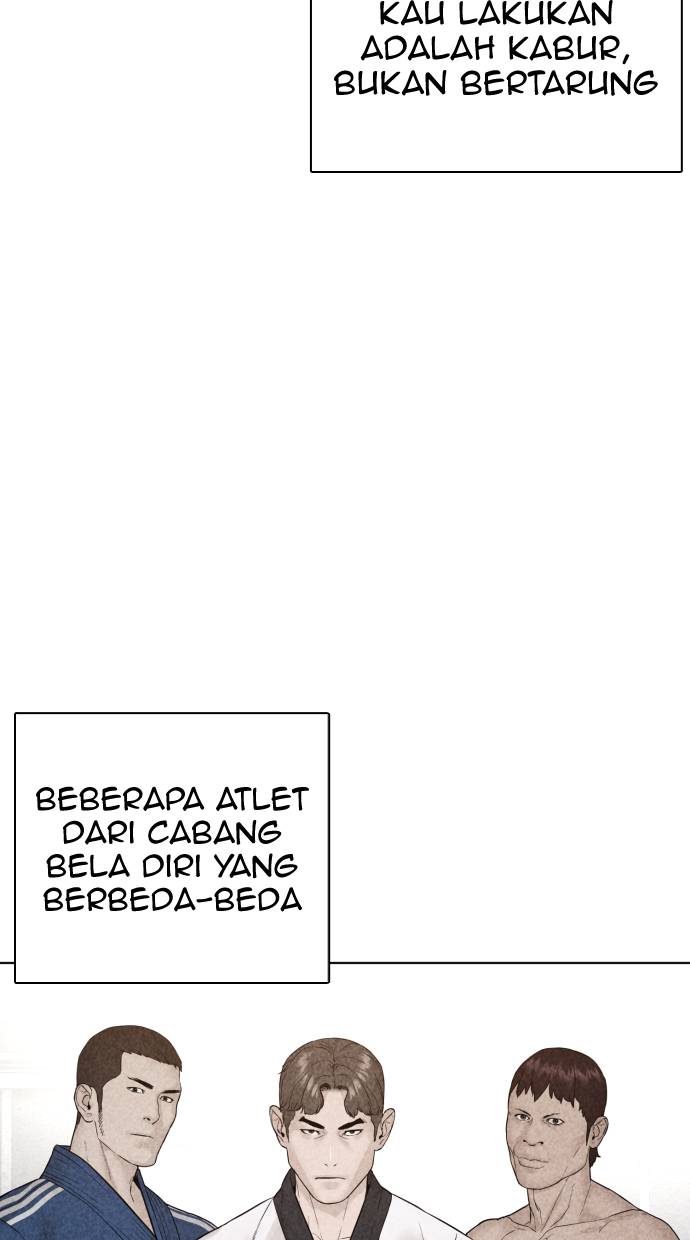 KAU LAKUKAN
ADALAH KABUR,
BUKAN BERTARUNG
BEBERAPA ATLET
DARI CABANG
BELA DIRI YANG
BERBEDA-BEDA